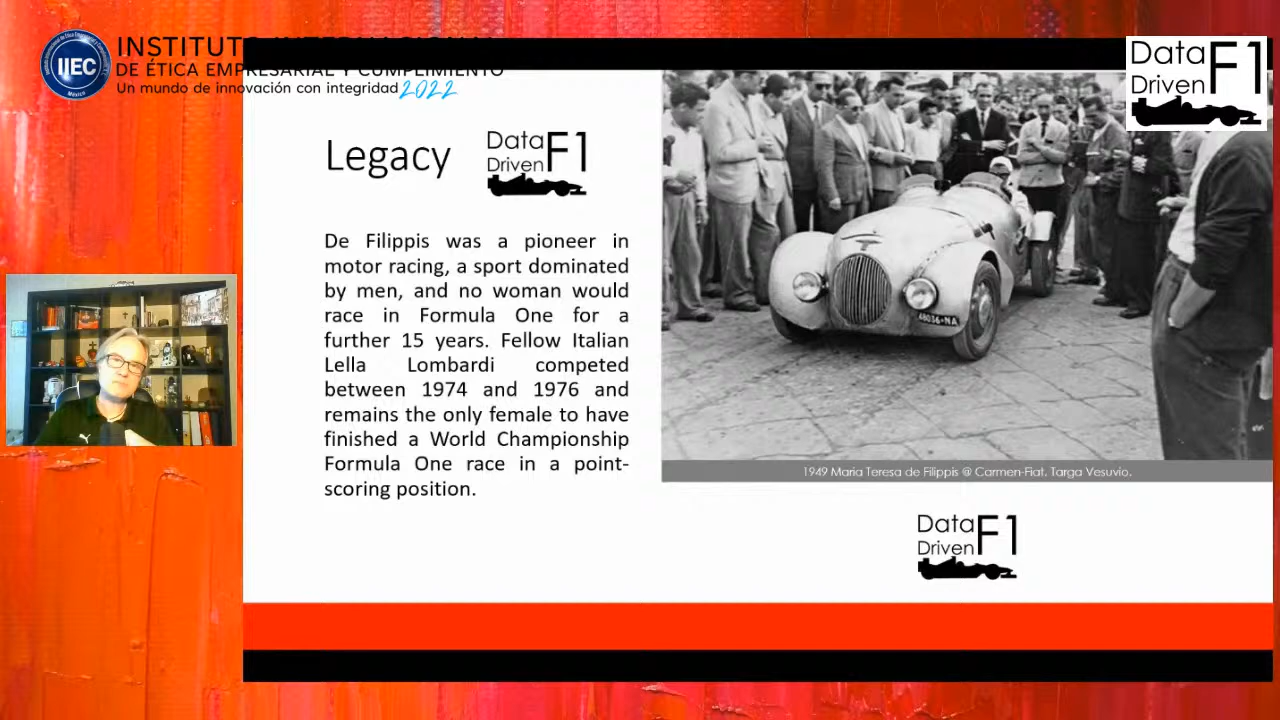 IIEC
México
INSTITUTO
DE ÉTICA EMPRESARIAL Y CUMPLIMIENTO
Un mundo de innovación con integridad 2022
Data
Driven F1
Legacy
Data
Driven F1
De Filippis was a pioneer in
motor racing, a sport dominated
by men, and no woman would
race in Formula One for a
further 15 years. Fellow Italian
Lella Lombardi competed
between 1974 and 1976 and
remains the only female to have
finished a World Championship
Formula One race in a point-
scoring position.
48036•NA
1949 Maria Teresa de Filippis @ Carmen-Fiat. Targa Vesuvio.
Data
Driven F1